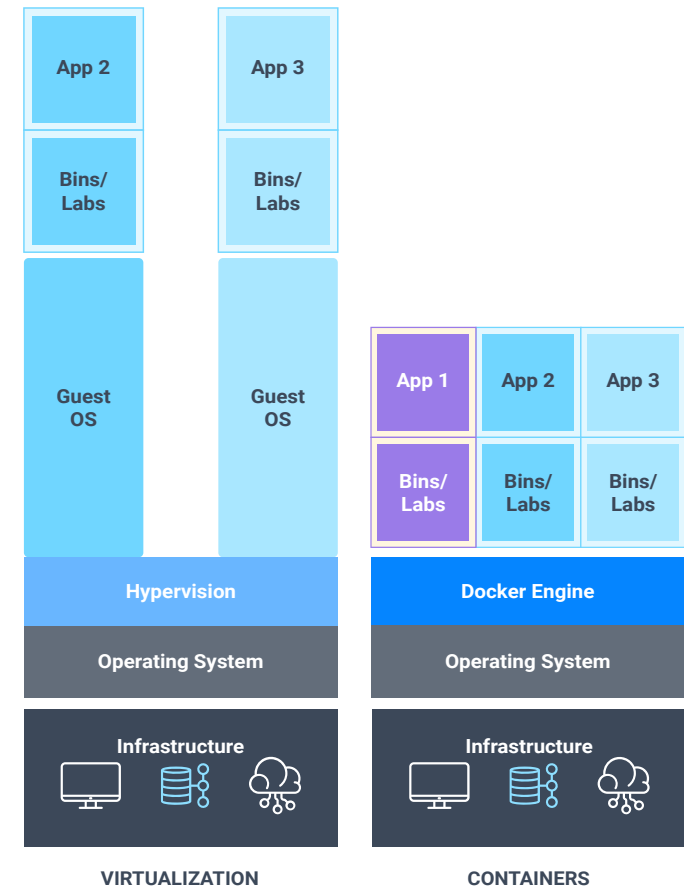 App 2
Bins/
Labs
Guest
OS
App 3
Bins/
Labs
Guest
OS
Hypervision
Operating System
Infrastructure
VIRTUALIZATION
App 1
App 2
App 3
Bins/
Labs
Bins/
Labs
Bins/
Labs
Docker Engine
Operating System
Infrastructure
CONTAINERS